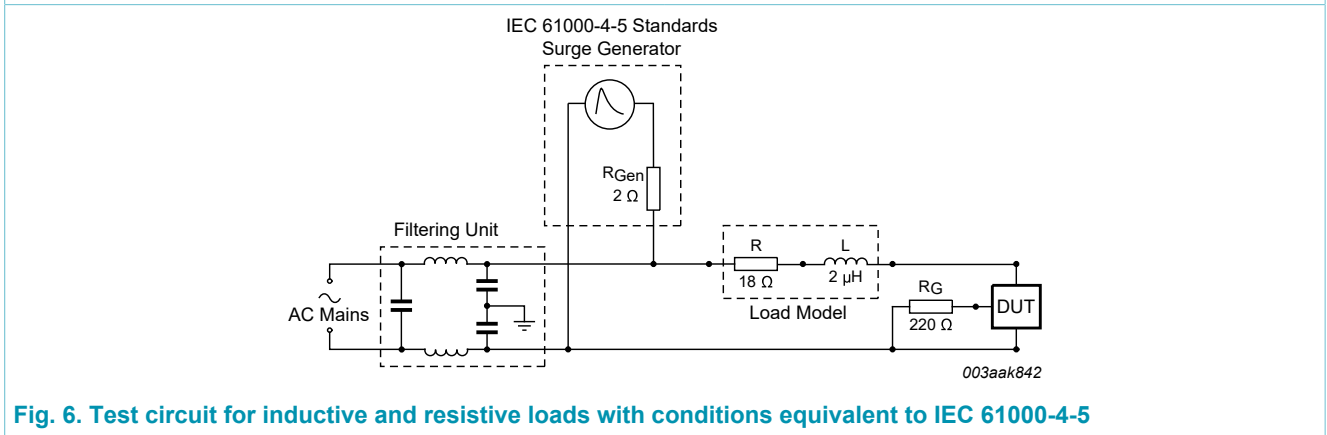 IEC 61000-4-5 Standards
Surge Generator
RGen
2 Ω
Filtering Unit
AC Mains
R
18 Ω
L
2 μH
Load Model
RG
220 Ω
DUT
003aak842
Fig. 6. Test circuit for inductive and resistive loads with conditions equivalent to IEC 61000-4-5